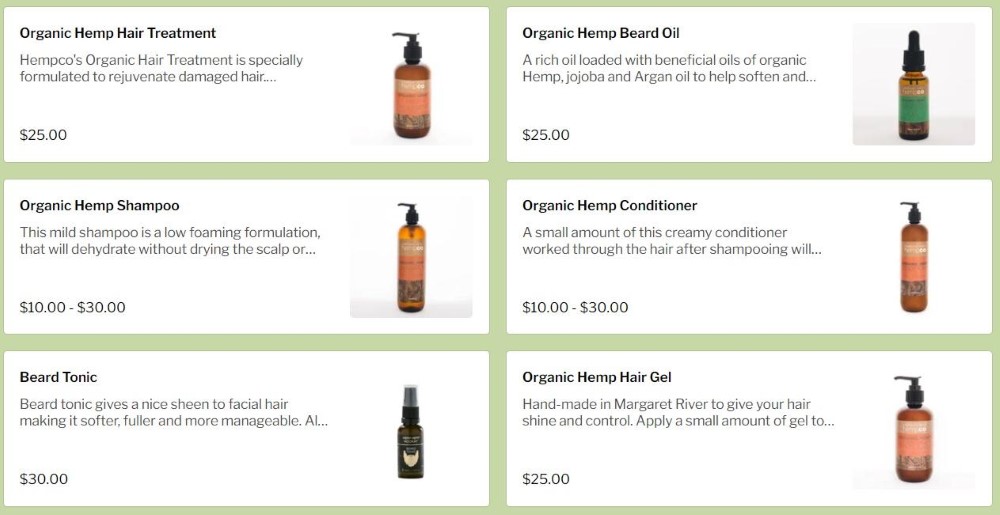 Organic Hemp Hair Treatment
Hempco's Organic Hair Treatment is specially
formulated to rejuvenate damaged hair....
$25.00
Organic Hemp Beard Oil
A rich oil loaded with beneficial oils of organic
Hemp, jojoba and Argan oil to help soften and...
$25.00
Organic Hemp Shampoo
This mild shampoo is a low foaming formulation,
that will dehydrate without drying the scalp or...
$10.00 - $30.00
Organic Hemp Conditioner
A small amount of this creamy conditioner
worked through the hair after shampooing will...
$10.00 - $30.00
Beard Tonic
Beard tonic gives a nice sheen to facial hair
making it softer, fuller and more manageable. Al...
$30.00
Organic Hemp Hair Gel
Hand-made in Margaret River to give your hair
shine and control. Apply a small amount of gel to...
$25.00